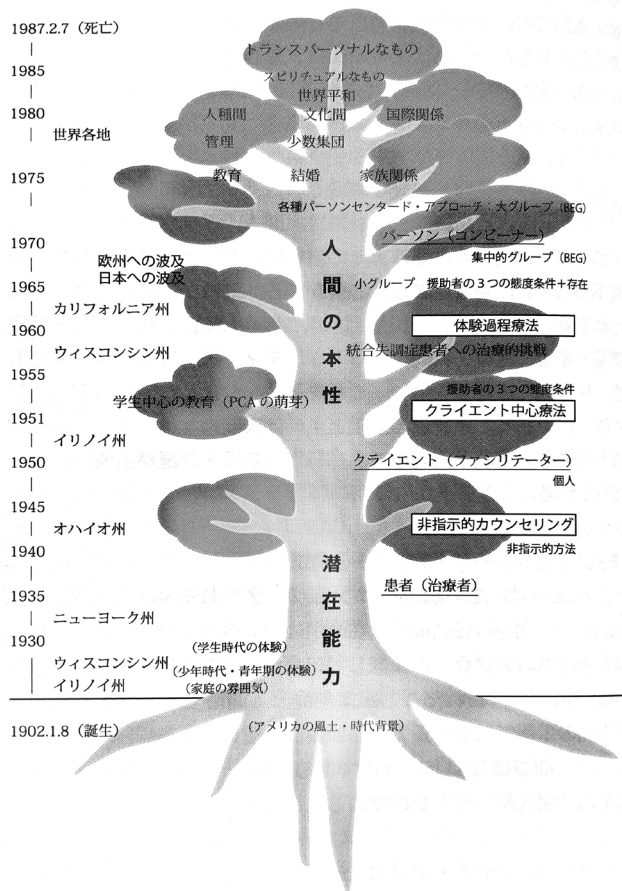 1987.2.7（死亡）
トランスパーソナルなもの
1985
スピリチュアルなもの
世界平和
1980
人種間
文化間
国際関係
世界各地
管理
少数集団
1975
教育
結婚
家族関係
各種パーソンセンタード・アプローチ：大グループ（BEG）
パーソン（コンビーナー）
1970
集中的グループ（BEG）
欧州への波及
日本への波及
人間の本性
1965
小グループ　援助者の３つの態度条件＋存在
カリフォルニア州
1960
体験過程療法
ウィスコンシン州
統合失調症患者への治療的挑戦
1955
援助者の３つの態度条件
学生中心の教育（PCAの萌芽）
クライエント中心療法
1951
イリノイ州
1950
クライエント（ファシリテーター）
個人
1945
オハイオ州
非指示的カウンセリング
1940
非指示的方法
潜在能力
患者（治療者）
1935
ニューヨーク州
1930
（学生時代の体験）
ウィスコンシン州
（少年時代・青年期の体験）
イリノイ州
（家庭の雰囲気）
1902.1.8（誕生）
（アメリカの風土・時代背景）